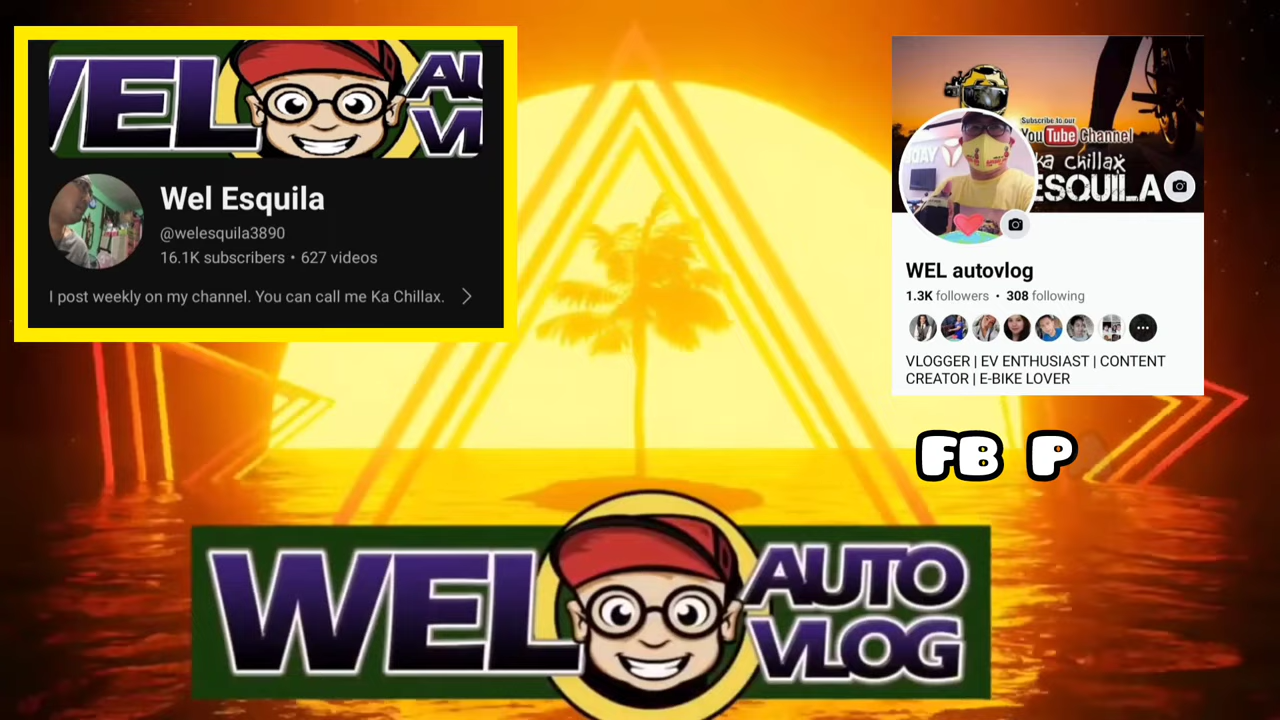 WEL
AU
VL
Wel Esquila
@welesquila3890
16.1K subscribers • 627 videos
I post weekly on my channel. You can call me Ka Chillax.
Subscribe to our
YouTube Channel
ka chillax
ESQUILA
WEL autovlog
1.3K followers • 308 following
VLOGGER | EV ENTHUSIAST | CONTENT
CREATOR | E-BIKE LOVER
FB P
WEL AUTO
VLOG